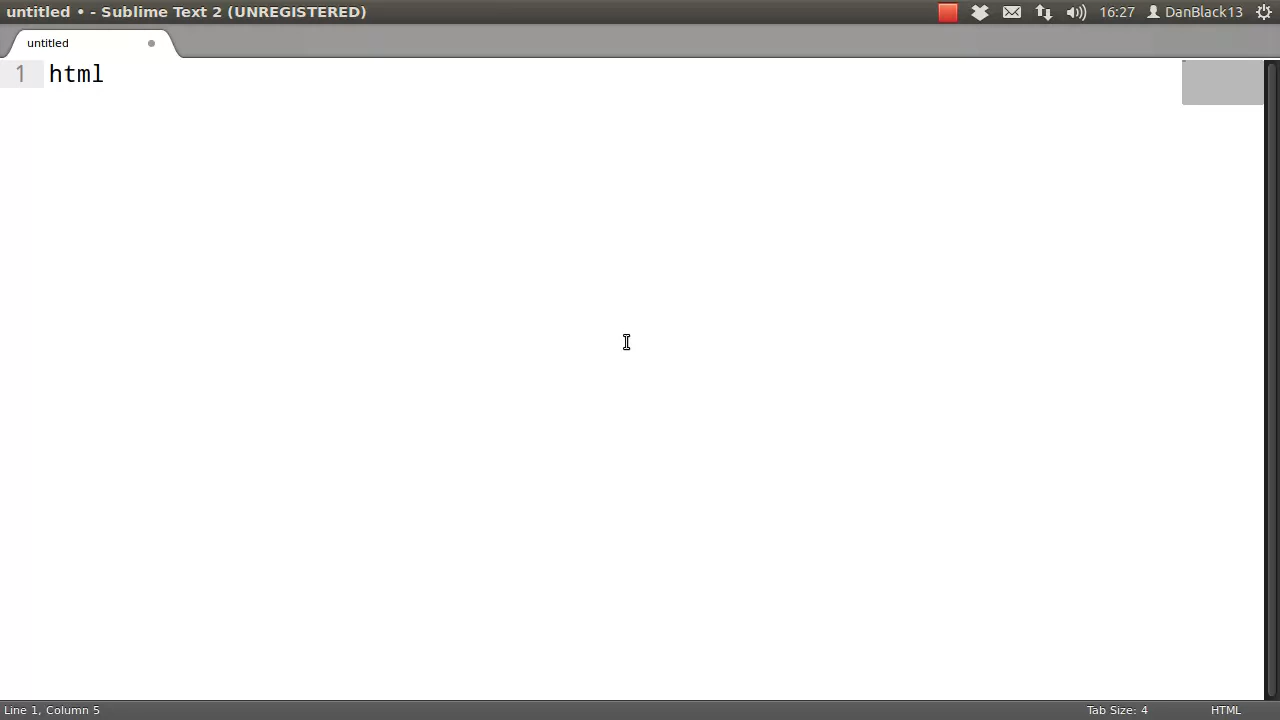 untitled • - Sublime Text 2 (UNREGISTERED)
16:27
DanBlack13
untitled
1 html
Line 1, Column 5
Tab Size: 4
HTML